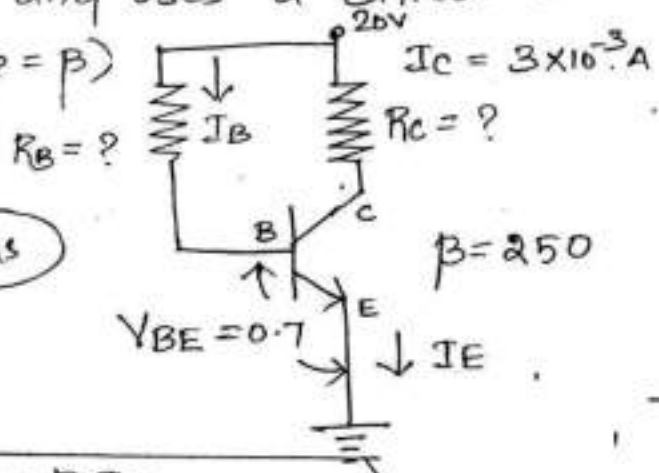 20V
= β)
IC = 3×10⁻³A
RB = ?
IB
RC = ?
C
B
β = 250
E
VBE = 0.7
IE